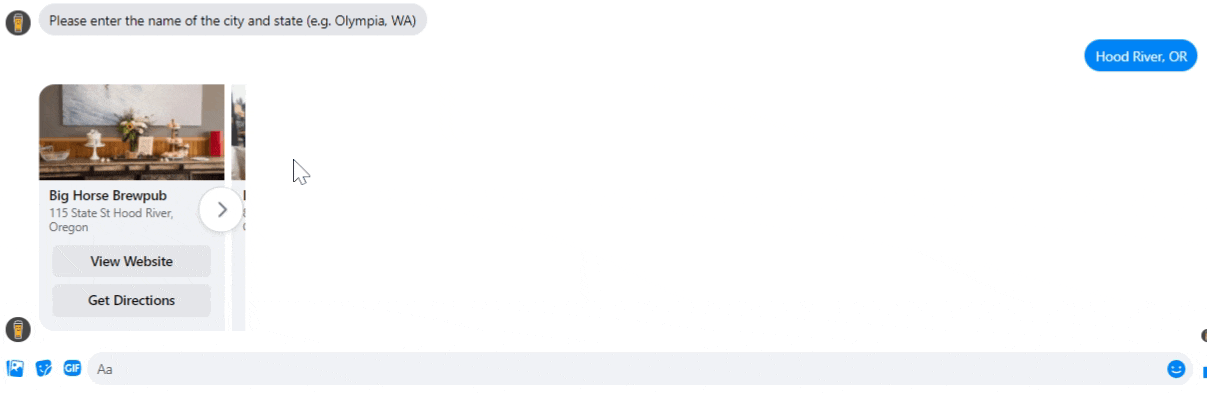 Please enter the name of the city and state (e.g. Olympia, WA)
Hood River, OR
Big Horse Brewpub
115 State St Hood River,
Oregon
View Website
Get Directions
GIF
Aa